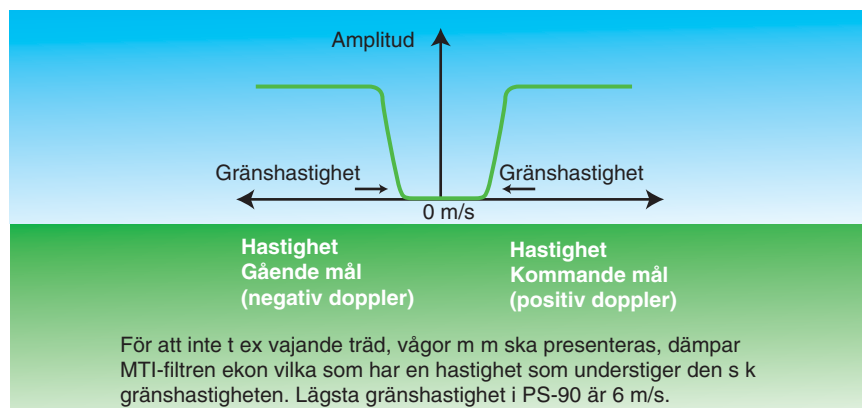 Amplitud
Gränshastighet
Gränshastighet
0 m/s
Hastighet
Gående mål
(negativ doppler)
Hastighet
Kommande mål
(positiv doppler)
För att inte t ex vajande träd, vågor m m ska presenteras, dämpar
MTI-filtren ekon vilka som har en hastighet som understiger den s k
gränshastigheten. Lägsta gränshastighet i PS-90 är 6 m/s.